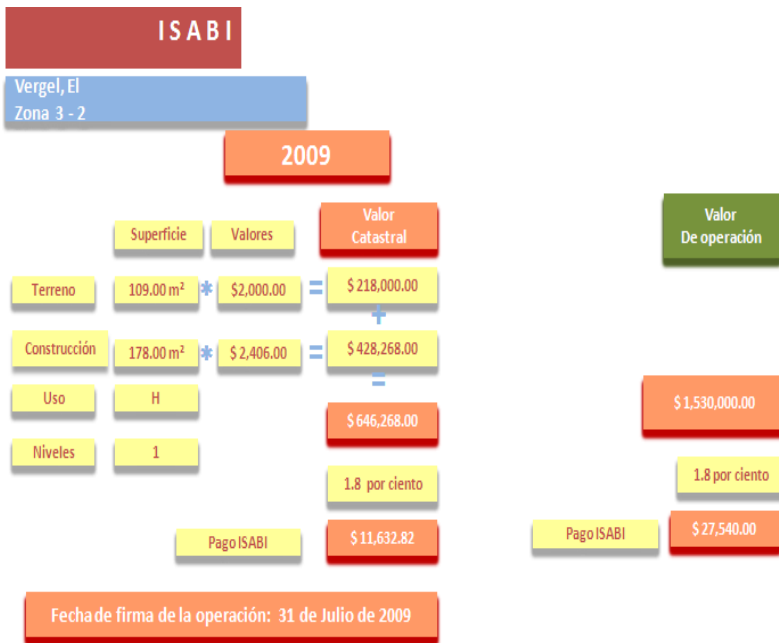 ISABI
Vergel, El
Zona 3 - 2
2009
Valor
Catastral
Valor
De operación
Superficie Valores
Terreno 109.00 m² * $2,000.00 = $ 218,000.00
+
Construcción 178.00 m² * $ 2,406.00 = $ 428,268.00
=
Uso H
$ 646,268.00 $ 1,530,000.00
Niveles 1
1.8 por ciento 1.8 por ciento
Pago ISABI $ 11,632.82 Pago ISABI $ 27,540.00
Fecha de firma de la operación: 31 de Julio de 2009